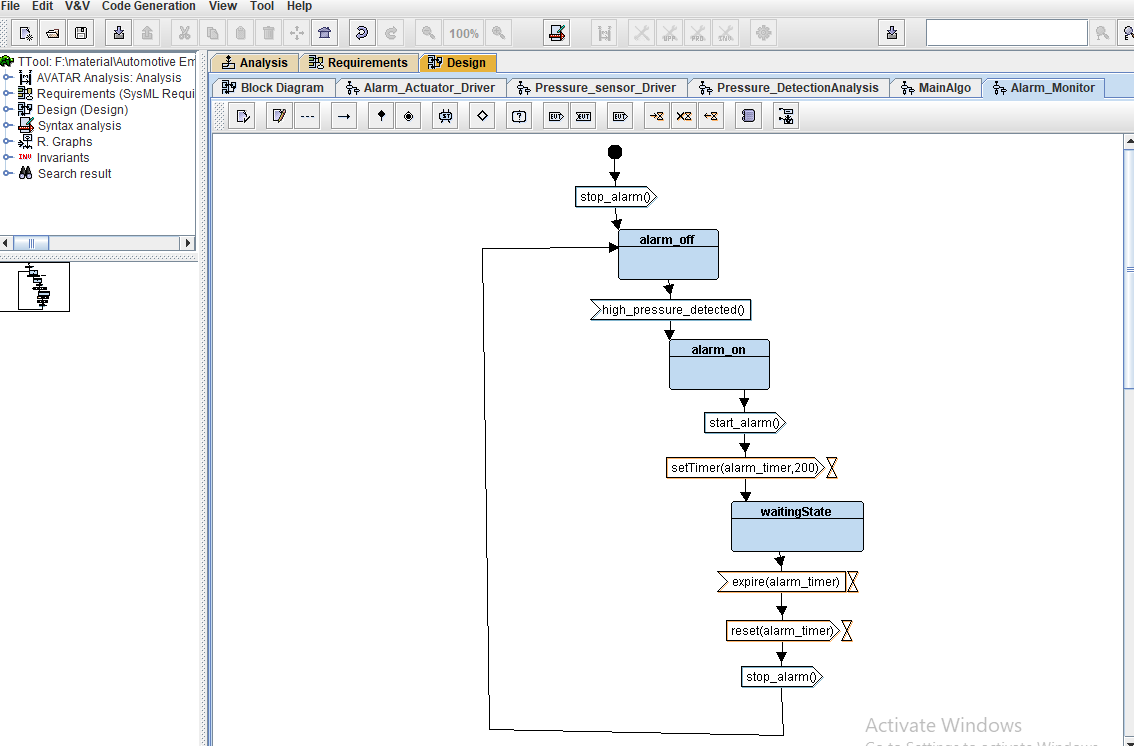 File Edit V&V Code Generation View Tool Help
100%
TTool: F:\material\Automotive Em
AVATAR Analysis: Analysis
Requirements (SysML Requi
Design (Design)
Syntax analysis
R. Graphs
INV Invariants
Search result
Analysis Requirements Design
Block Diagram Alarm_Actuator_Driver Pressure_sensor_Driver Pressure_DetectionAnalysis MainAlgo Alarm_Monitor
stop_alarm()
alarm_off
high_pressure_detected()
alarm_on
start_alarm()
setTimer(alarm_timer,200)
waitingState
expire(alarm_timer)
reset(alarm_timer)
stop_alarm()
Activate Windows
Go to Settings to activate Windows